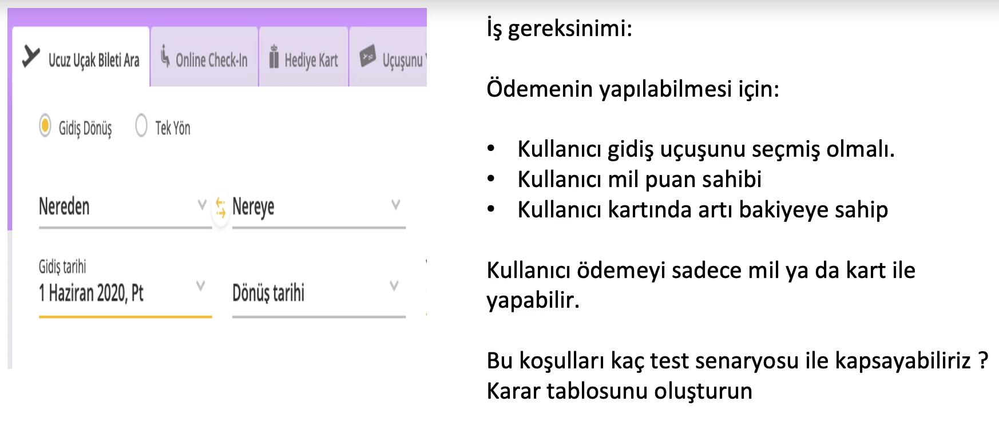 Ucuz Uçak Bileti Ara
Online Check-In
Hediye Kart
Uçuşunu
Gidiş Dönüş
Tek Yön
Nereden
Nereye
Gidiş tarihi
1 Haziran 2020, Pt
Dönüş tarihi
İş gereksinimi:
Ödemenin yapılabilmesi için:
• Kullanıcı gidiş uçuşunu seçmiş olmalı.
• Kullanıcı mil puan sahibi
• Kullanıcı kartında artı bakiyeye sahip
Kullanıcı ödemeyi sadece mil ya da kart ile
yapabilir.
Bu koşulları kaç test senaryosu ile kapsayabiliriz ?
Karar tablosunu oluşturun